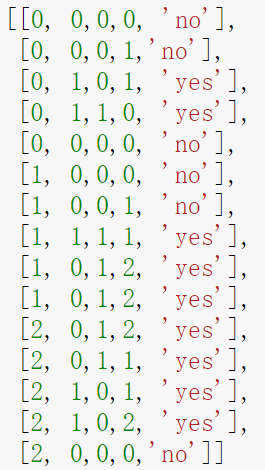 [[0, 0,0,0, 'no'],
[0, 0,0,1,'no'],
[0, 1,0,1, 'yes'],
[0, 1,1,0, 'yes'],
[0, 0,0,0, 'no'],
[1, 0,0,0, 'no'],
[1, 0,0,1, 'no'],
[1, 1,1,1, 'yes'],
[1, 0,1,2, 'yes'],
[1, 0,1,2, 'yes'],
[2, 0,1,2, 'yes'],
[2, 0,1,1, 'yes'],
[2, 1,0,1, 'yes'],
[2, 1,0,2, 'yes'],
[2, 0,0,0,'no']]